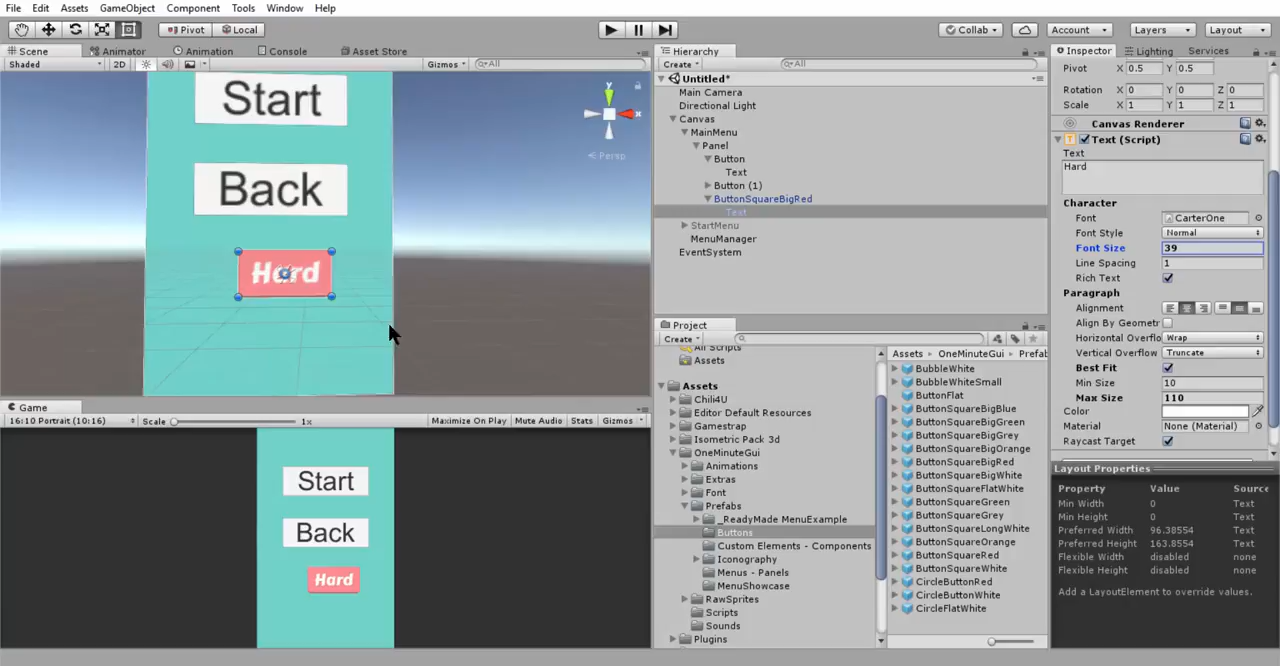 File Edit Assets GameObject Component Tools Window Help
Pivot Local Collab Account Layers Layout
Scene Animator Animation Console Asset Store
Shaded 2D Gizmos All
Start
Back
Hard
y
x
Persp
Game
16:10 Portrait (10:16) Scale 1x Maximize On Play Mute Audio Stats Gizmos
Start
Back
Hard
Hierarchy
Create All
Untitled*
Main Camera
Directional Light
Canvas
MainMenu
Panel
Button
Text
Button (1)
ButtonSquareBigRed
Text
StartMenu
MenuManager
EventSystem
Project
Create
All Scripts
Assets
Assets
Chili4U
Editor Default Resources
Gamestrap
Isometric Pack 3d
OneMinuteGui
Animations
Extras
Font
Prefabs
_ReadyMade MenuExample
Buttons
Custom Elements - Components
Iconography
Menus - Panels
MenuShowcase
RawSprites
Scripts
Sounds
Plugins
Assets OneMinuteGui Prefab
BubbleWhite
BubbleWhiteSmall
ButtonFlat
ButtonSquareBigBlue
ButtonSquareBigGreen
ButtonSquareBigGrey
ButtonSquareBigOrange
ButtonSquareBigRed
ButtonSquareBigWhite
ButtonSquareFlatWhite
ButtonSquareGreen
ButtonSquareGrey
ButtonSquareLongWhite
ButtonSquareOrange
ButtonSquareRed
ButtonSquareWhite
CircleButtonRed
CircleButtonWhite
CircleFlatWhite
Inspector Lighting Services
Pivot X 0.5 Y 0.5
Rotation X 0 Y 0 Z 0
Scale X 1 Y 1 Z 1
Canvas Renderer
Text (Script)
Text
Hard
Character
Font CarterOne
Font Style Normal
Font Size 39
Line Spacing 1
Rich Text
Paragraph
Alignment
Align By Geometr
Horizontal Overflo Wrap
Vertical Overflow Truncate
Best Fit
Min Size 10
Max Size 110
Color
Material None (Material)
Raycast Target
Layout Properties
Property Value Source
Min Width 0 Text
Min Height 0 Text
Preferred Width 96.38554 Text
Preferred Height 163.8554 Text
Flexible Width disabled none
Flexible Height disabled none
Add a LayoutElement to override values.